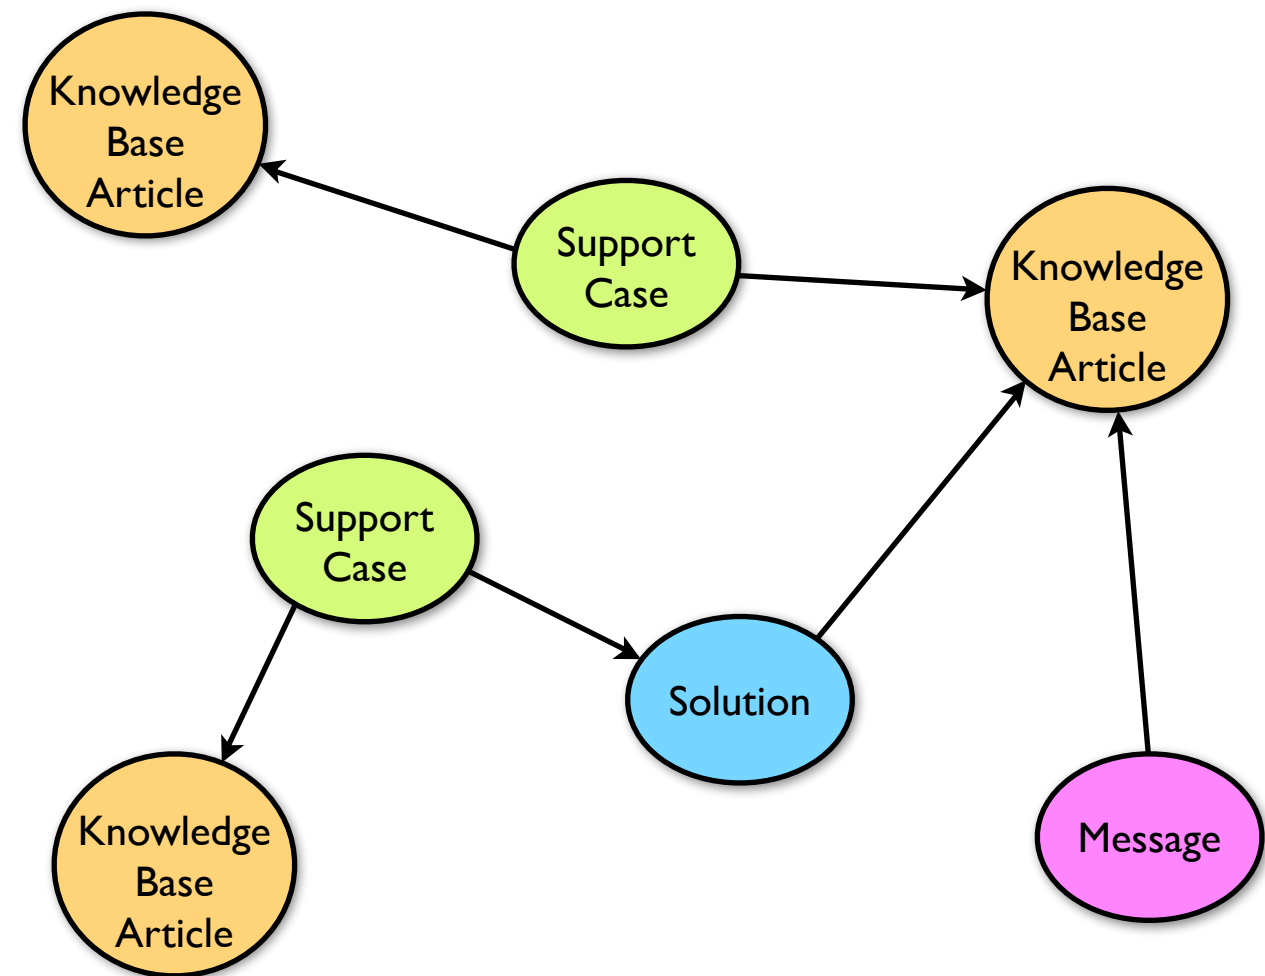 Knowledge
Base
Article
Support
Case
Knowledge
Base
Article
Support
Case
Solution
Knowledge
Base
Article
Message